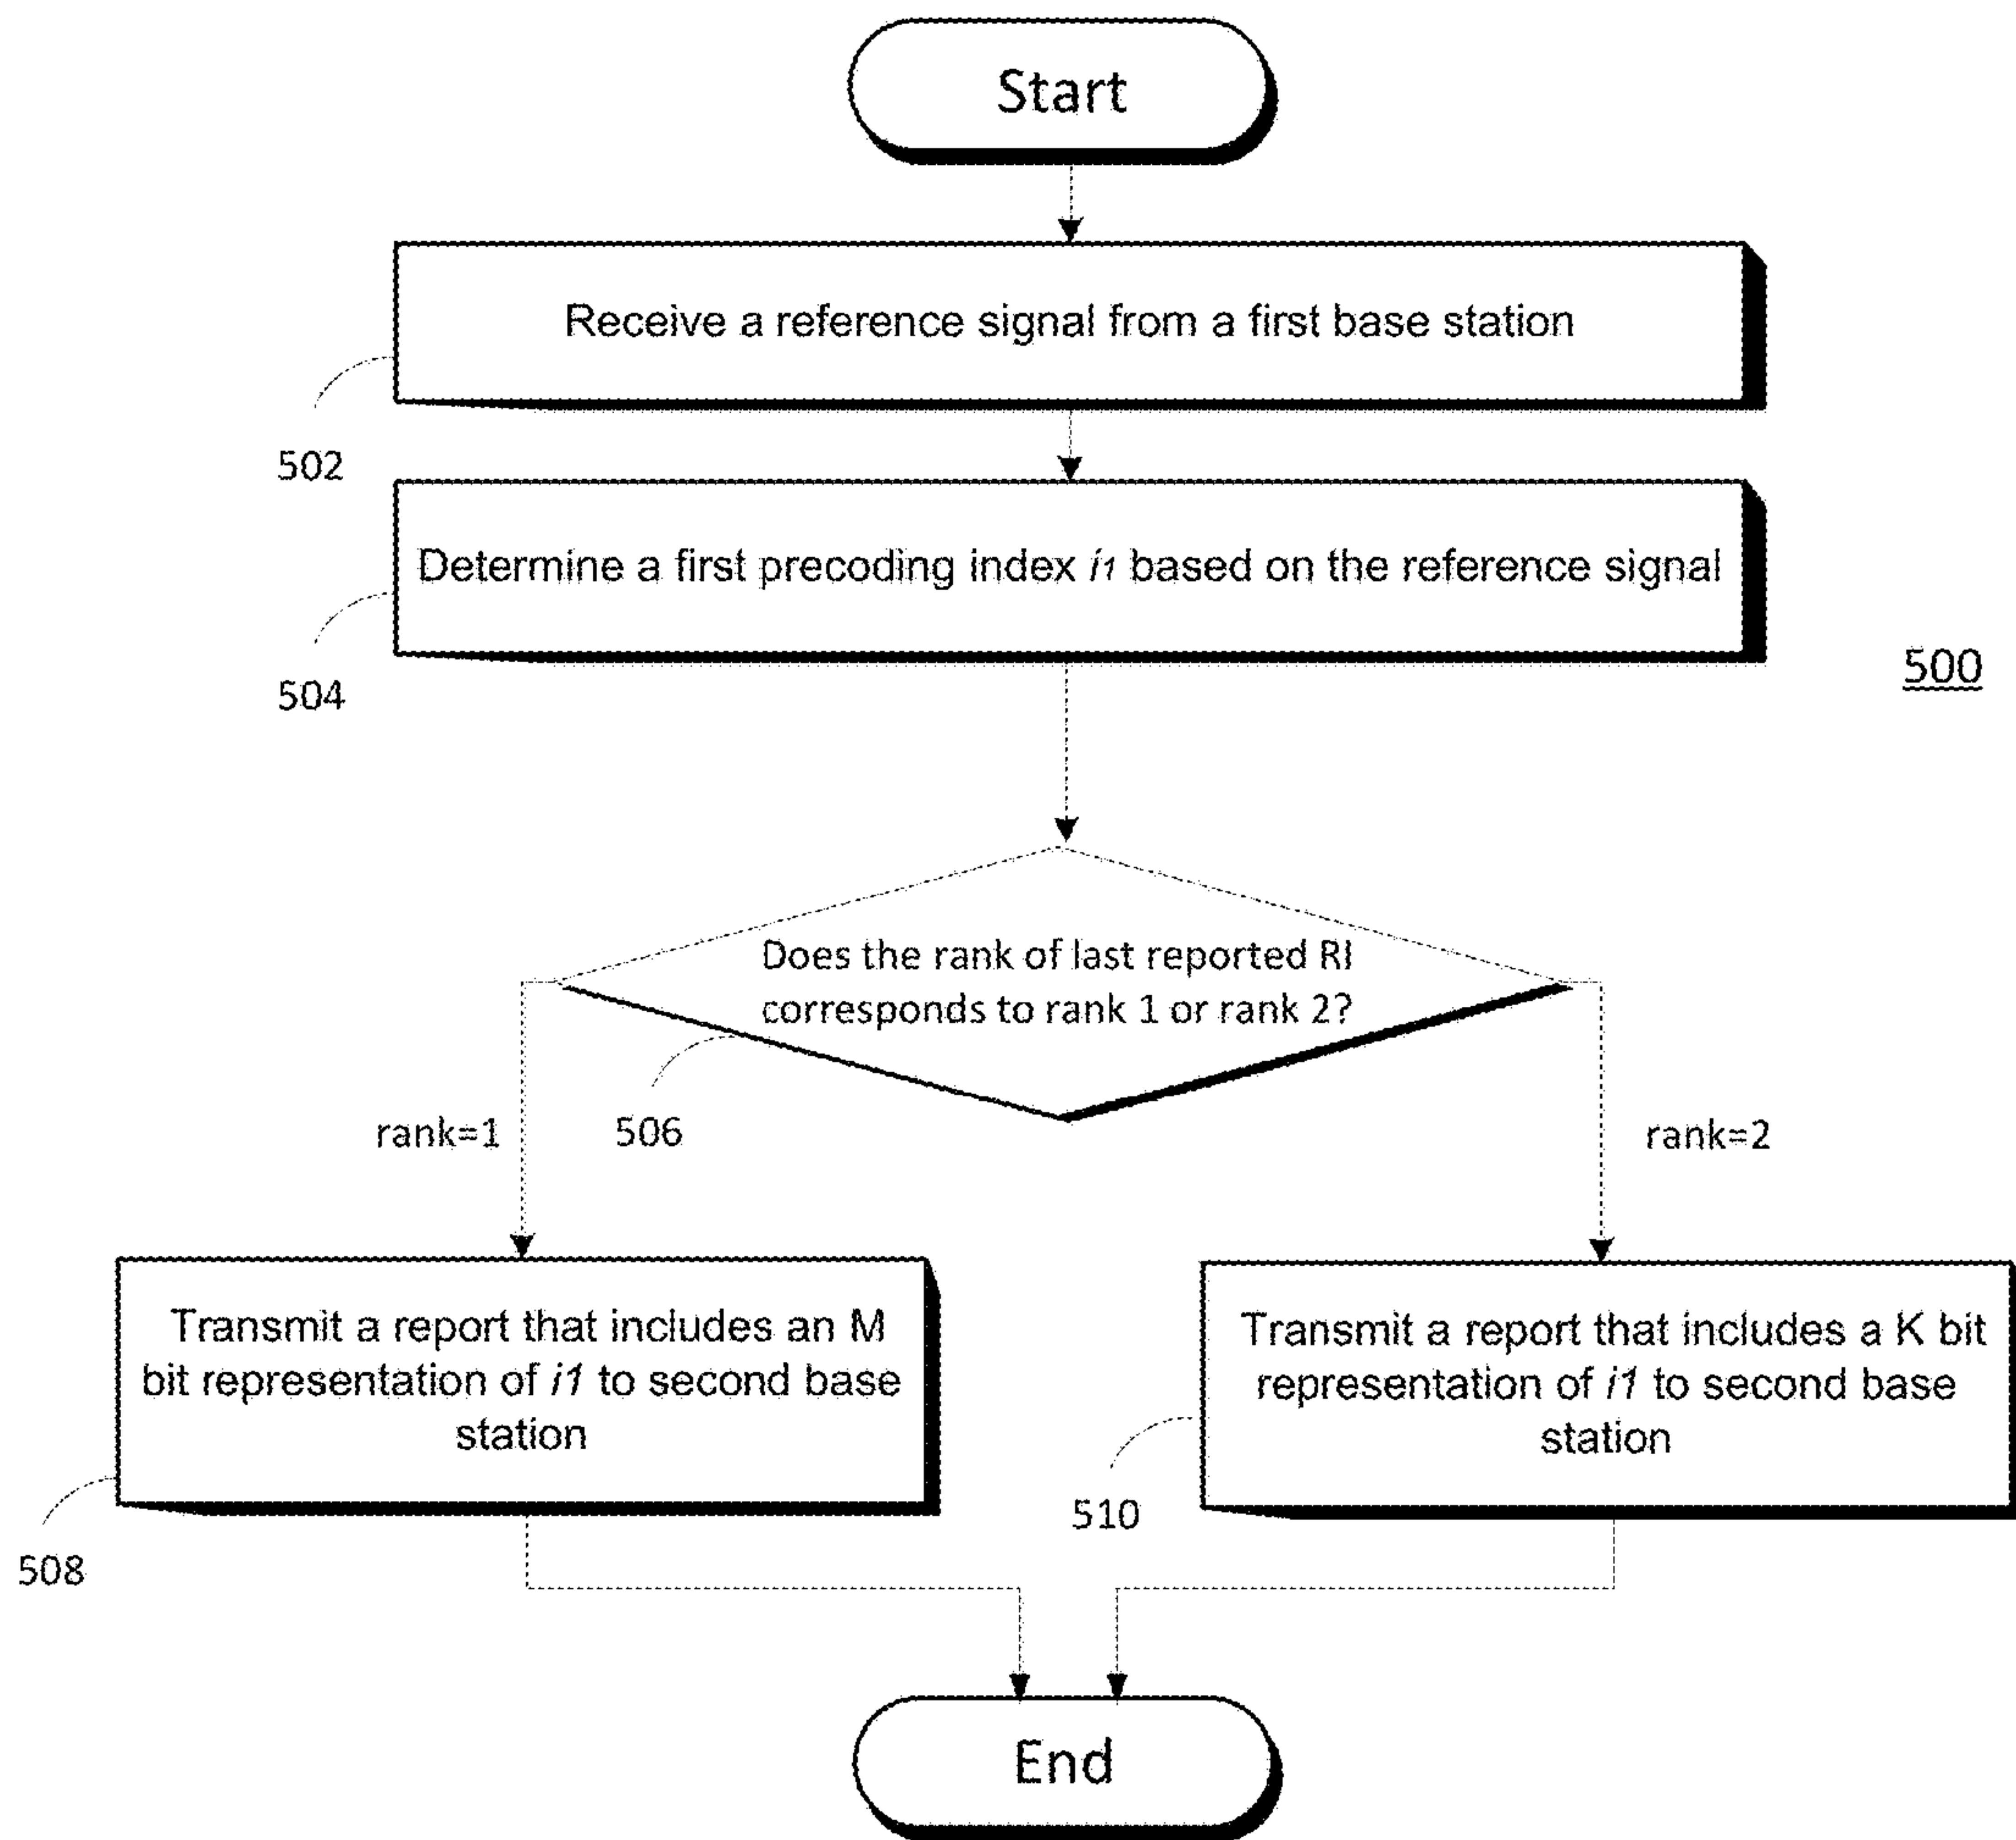 Start
Receive a reference signal from a first base station
502
Determine a first precoding index i1 based on the reference signal
504
500
Does the rank of last reported RI
corresponds to rank 1 or rank 2?
506
rank=1
rank=2
Transmit a report that includes an M
bit representation of i1 to second base
station
508
Transmit a report that includes a K bit
representation of i1 to second base
station
510
End